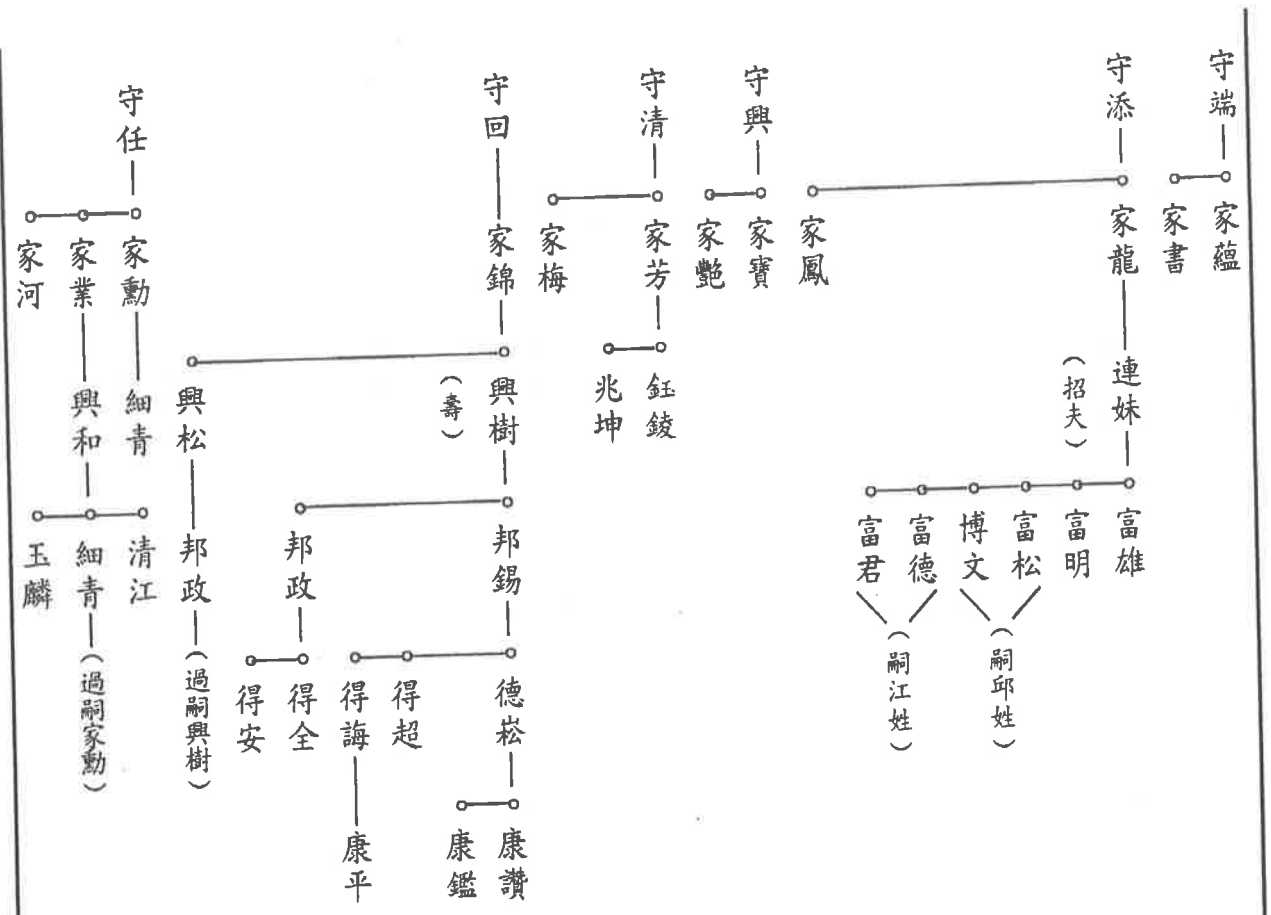 守端
家蘊
家書
守添
家龍
連妹
(招夫)
富雄
富明
富松
博文
(嗣邱姓)
富德
富君
(嗣江姓)
家鳳
守興
家寶
家艷
守清
家芳
鈺錂
兆坤
家梅
守回
家錦
興樹
(壽)
邦錫
德崧
康讚
康鑑
得超
得誨
康平
邦政
得全
得安
興松
邦政
(過嗣興樹)
守任
家勳
細青
家業
興和
清江
細青
(過嗣家勳)
玉麟
家河